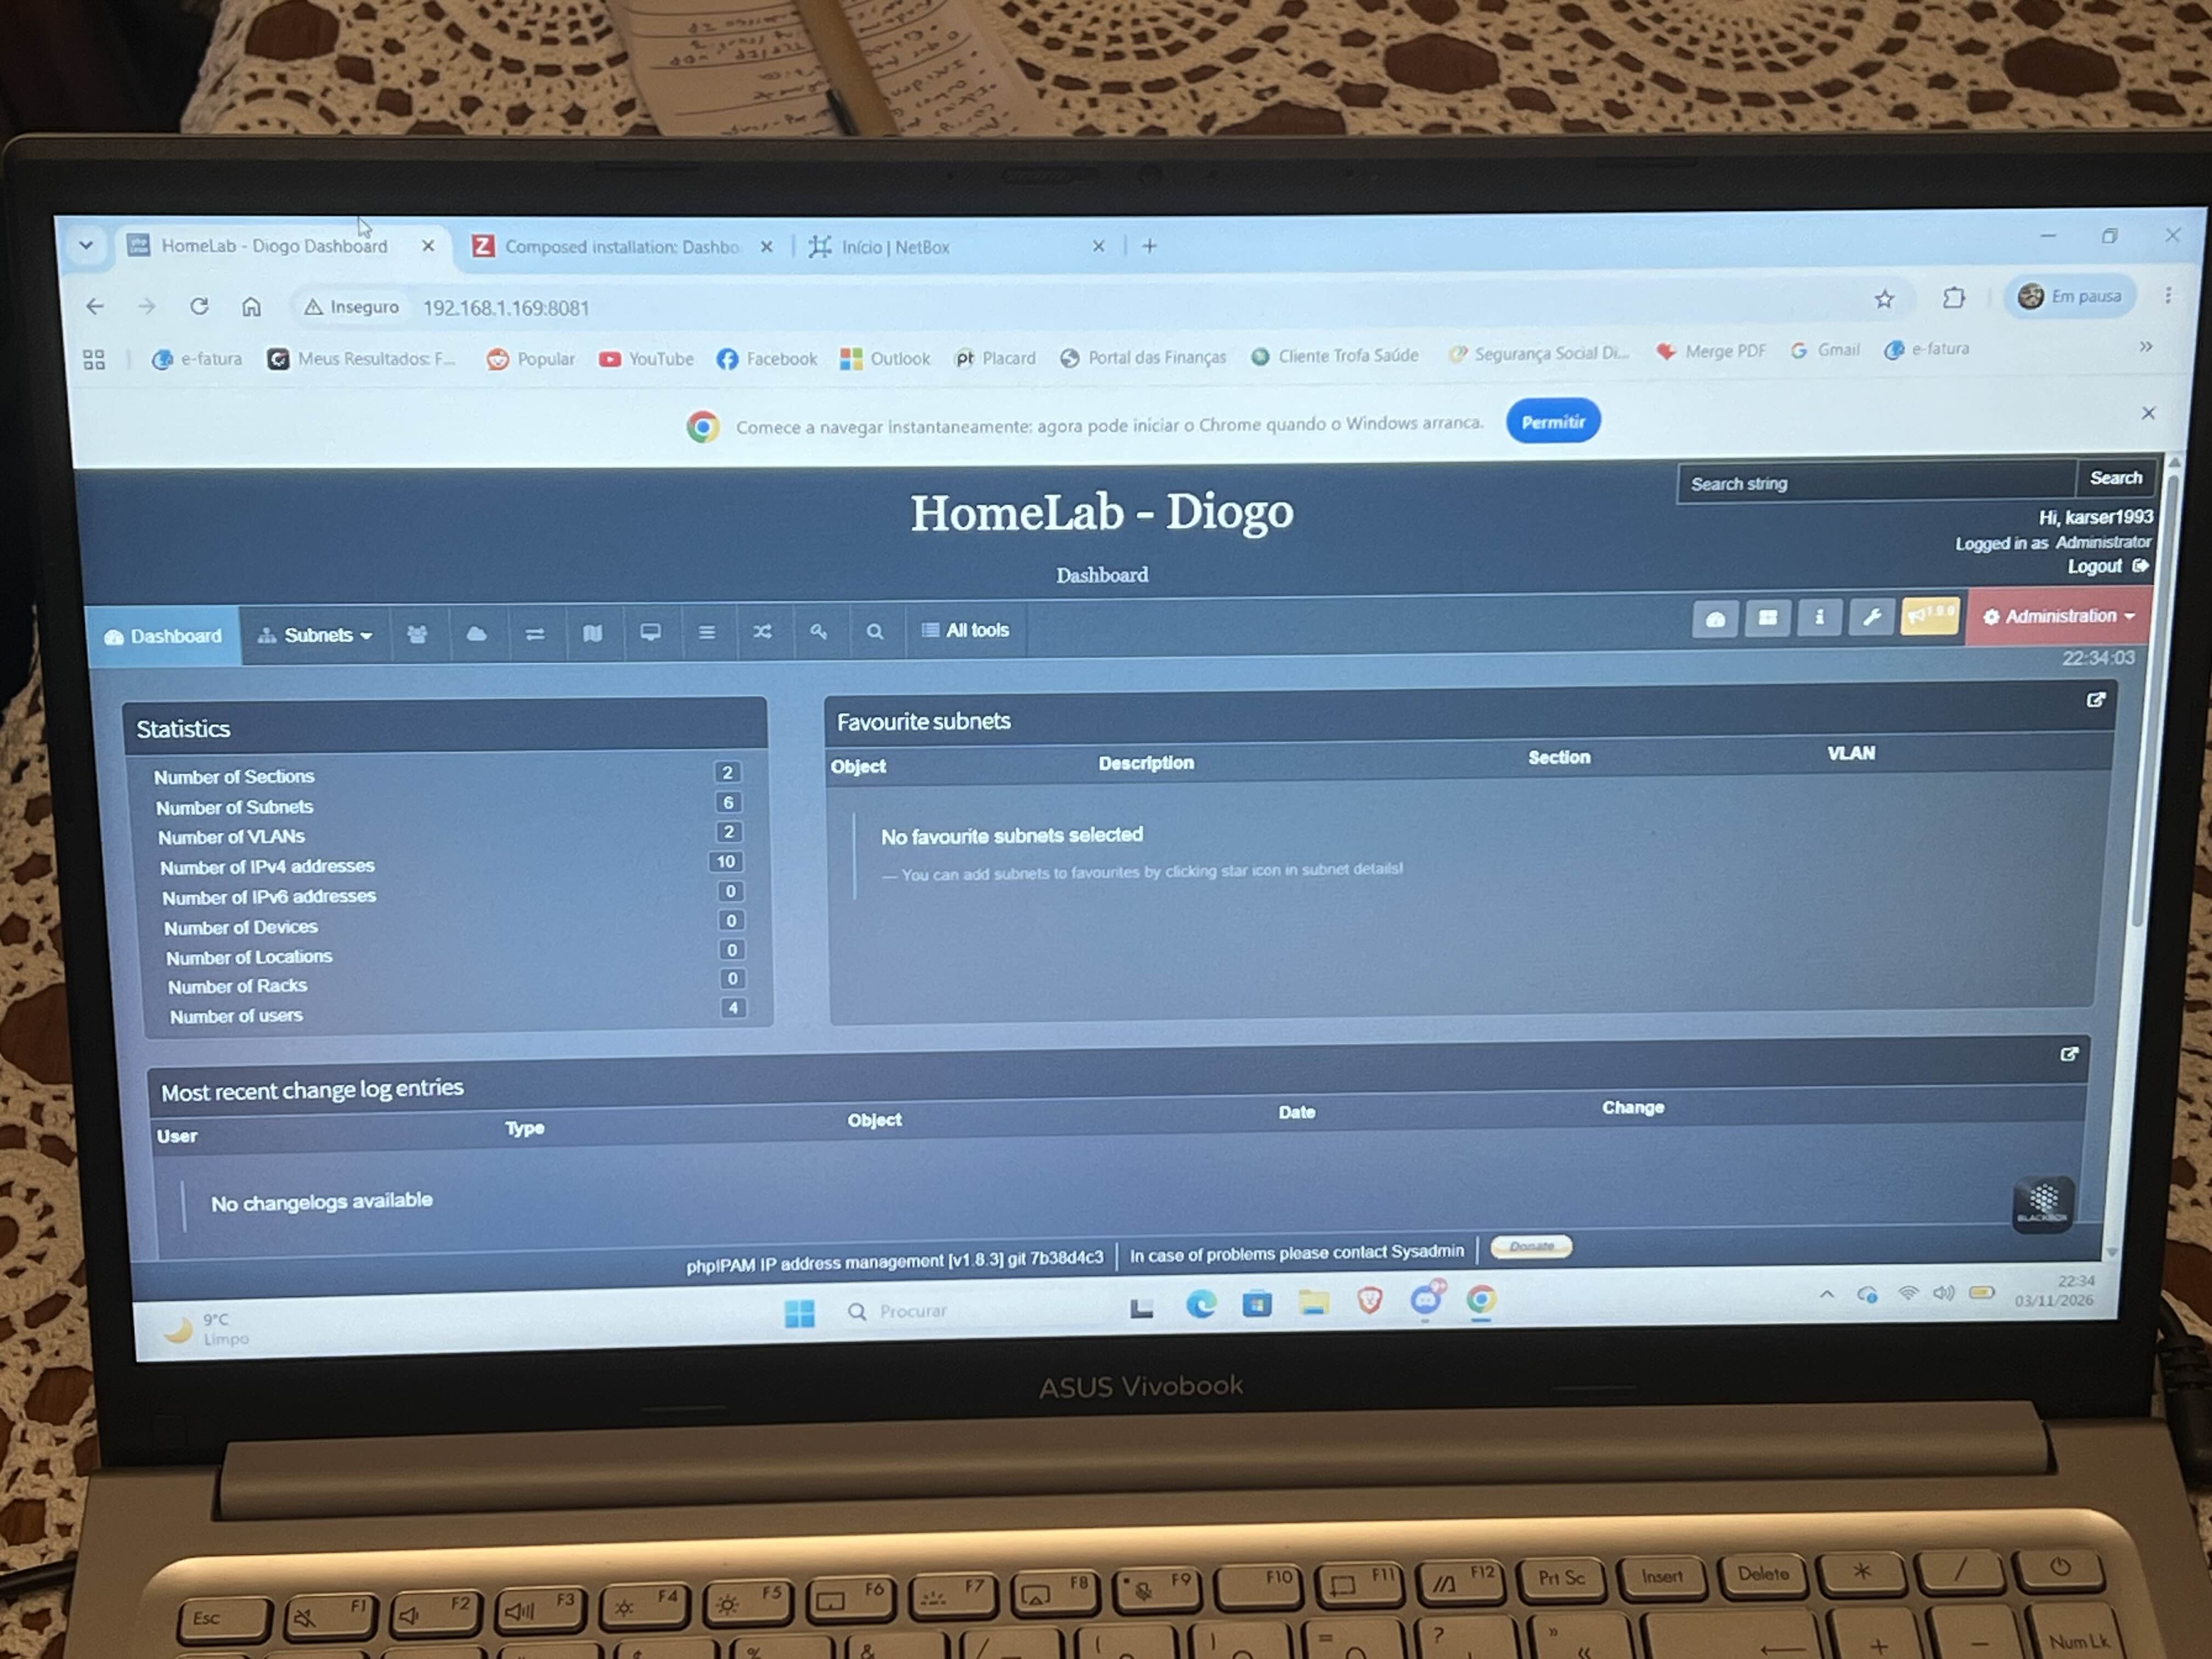 HomeLab - Diogo Dashboard
Composed installation: Dashbo
Início | NetBox
Inseguro 192.168.1.169:8081
Em pausa
e-fatura
Meus Resultados: F...
Popular
YouTube
Facebook
Outlook
Placard
Portal das Finanças
Cliente Trofa Saúde
Segurança Social Di...
Merge PDF
Gmail
e-fatura
Comece a navegar instantaneamente: agora pode iniciar o Chrome quando o Windows arranca.
Permitir
HomeLab - Diogo
Dashboard
Search string
Search
Hi, karser1993
Logged in as Administrator
Logout
Dashboard
Subnets
All tools
Administration
22:34:03
Statistics
Number of Sections 2
Number of Subnets 6
Number of VLANs 2
Number of IPv4 addresses 10
Number of IPv6 addresses 0
Number of Devices 0
Number of Locations 0
Number of Racks 0
Number of users 4
Favourite subnets
Object Description Section VLAN
No favourite subnets selected
— You can add subnets to favourites by clicking star icon in subnet details!
Most recent change log entries
User Type Object Date Change
No changelogs available
BLACKBOX
phpIPAM IP address management [v1.8.3] git 7b38d4c3
In case of problems please contact Sysadmin
Donate
9°C
Limpo
Procurar
22:34
03/11/2026
ASUS Vivobook
Esc F1 F2 F3 F4 F5 F6 F7 F8 F9 F10 F11 F12 Prt Sc Insert Delete * /
% & / ( ) = ? » « + − Num Lk